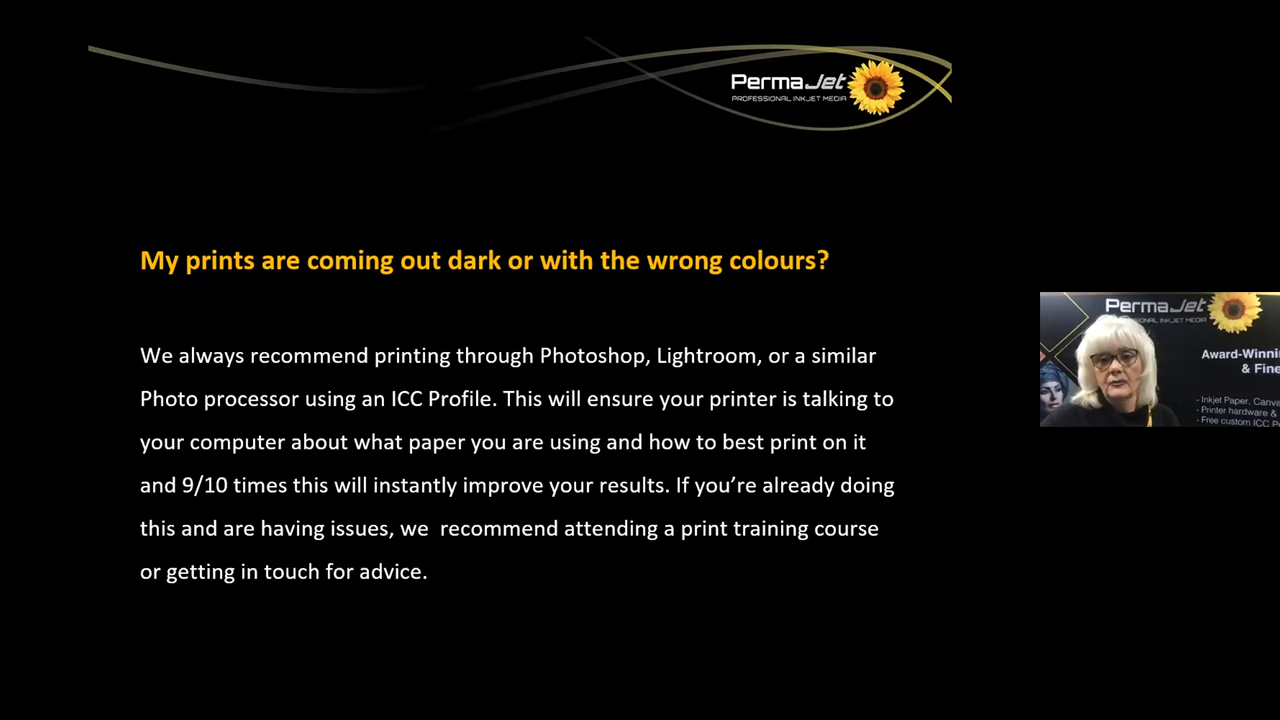 PermaJet
PROFESSIONAL INKJET MEDIA
My prints are coming out dark or with the wrong colours?
We always recommend printing through Photoshop, Lightroom, or a similar
Photo processor using an ICC Profile. This will ensure your printer is talking to
your computer about what paper you are using and how to best print on it
and 9/10 times this will instantly improve your results. If you’re already doing
this and are having issues, we  recommend attending a print training course
or getting in touch for advice.
PermaJet
INKJET MEDIA
Award-Winni
& Fine
- Inkjet Paper, Canva
- Printer hardware &
- Free custom ICC P